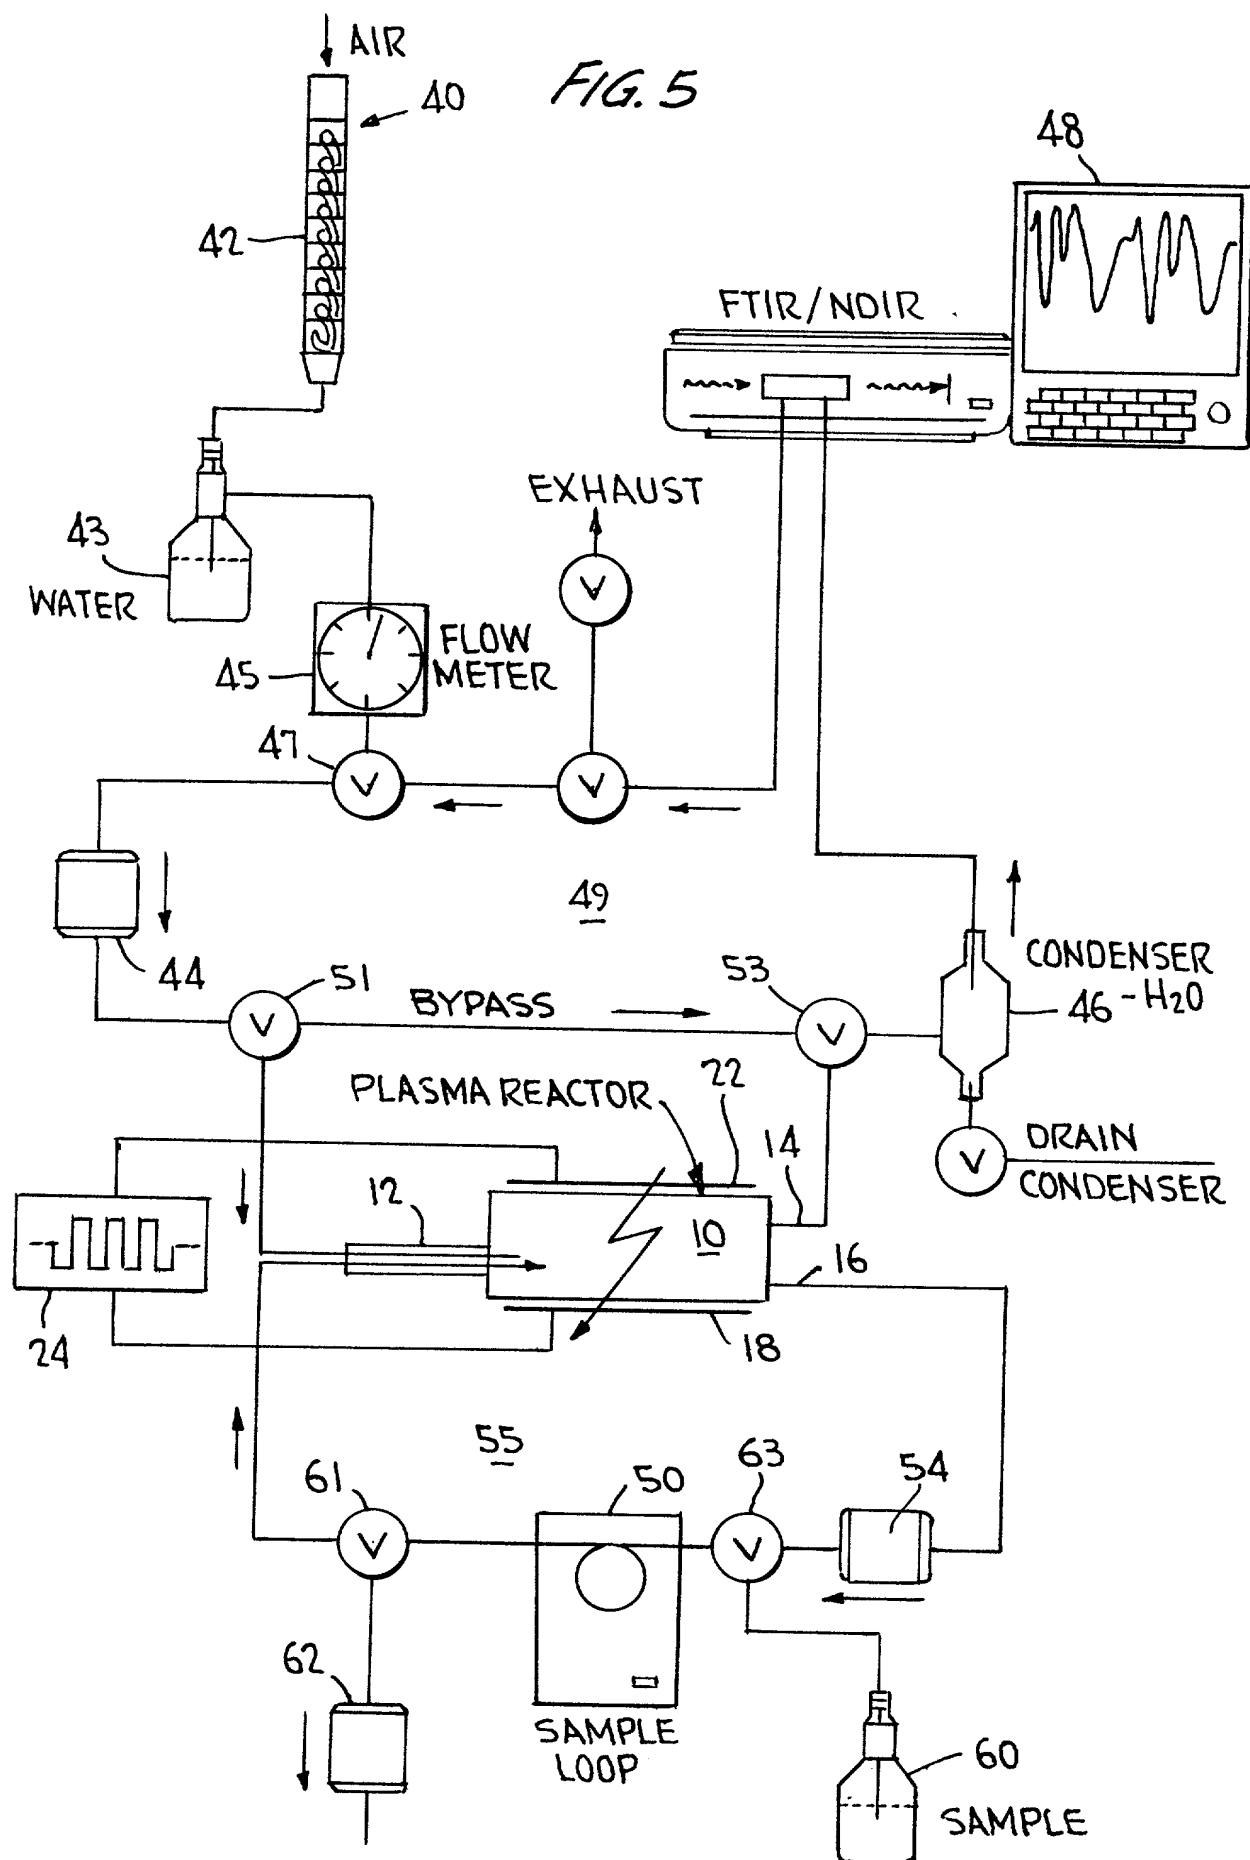 AIR
FIG. 5
40
48
42
FTIR/NDIR
EXHAUST
43
V
WATER
FLOW
METER
45
47
V
V
49
44
CONDENSER
-H2O
46
51
BYPASS
53
V
V
PLASMA REACTOR
22
14
V
DRAIN
CONDENSER
12
10
16
24
18
55
61
50
63
54
V
V
62
SAMPLE
LOOP
60
SAMPLE